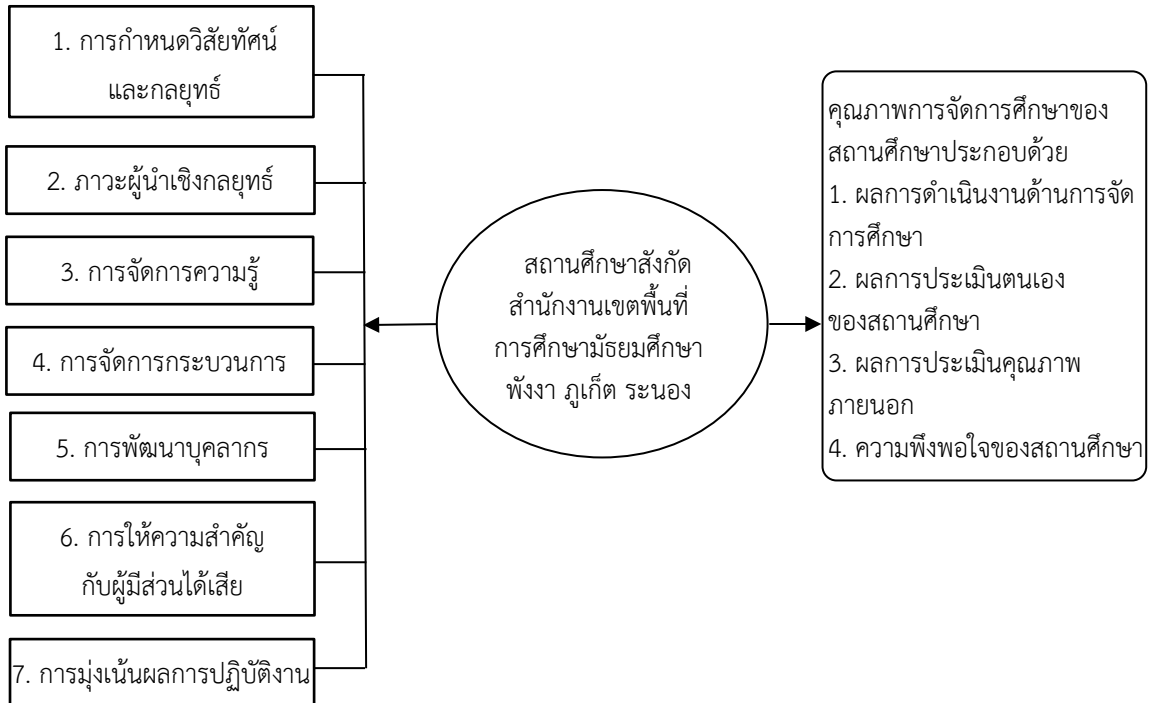 1. การกำหนดวิสัยทัศน์
และกลยุทธ์
2. ภาวะผู้นำเชิงกลยุทธ์
3. การจัดการความรู้
4. การจัดการกระบวนการ
5. การพัฒนาบุคลากร
6. การให้ความสำคัญ
กับผู้มีส่วนได้เสีย
7. การมุ่งเน้นผลการปฏิบัติงาน
สถานศึกษาสังกัด
สำนักงานเขตพื้นที่
การศึกษามัธยมศึกษา
พังงา ภูเก็ต ระนอง
คุณภาพการจัดการศึกษาของ
สถานศึกษาประกอบด้วย
1. ผลการดำเนินงานด้านการจัด
การศึกษา
2. ผลการประเมินตนเอง
ของสถานศึกษา
3. ผลการประเมินคุณภาพ
ภายนอก
4. ความพึงพอใจของสถานศึกษา